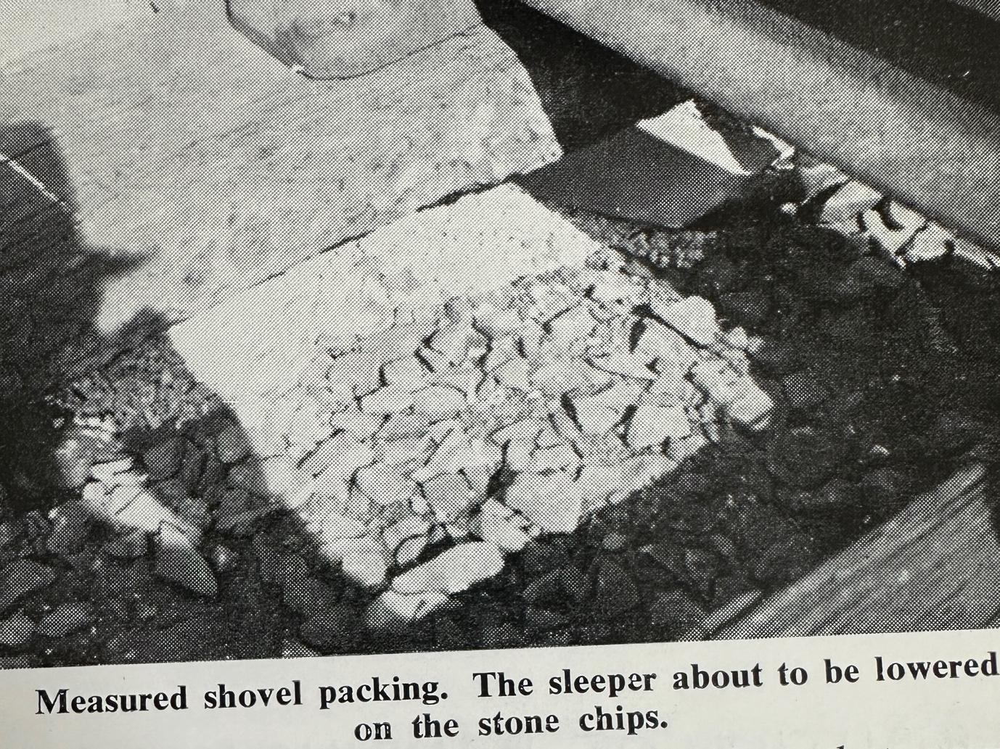 Measured shovel packing. The sleeper about to be lowered
on the stone chips.